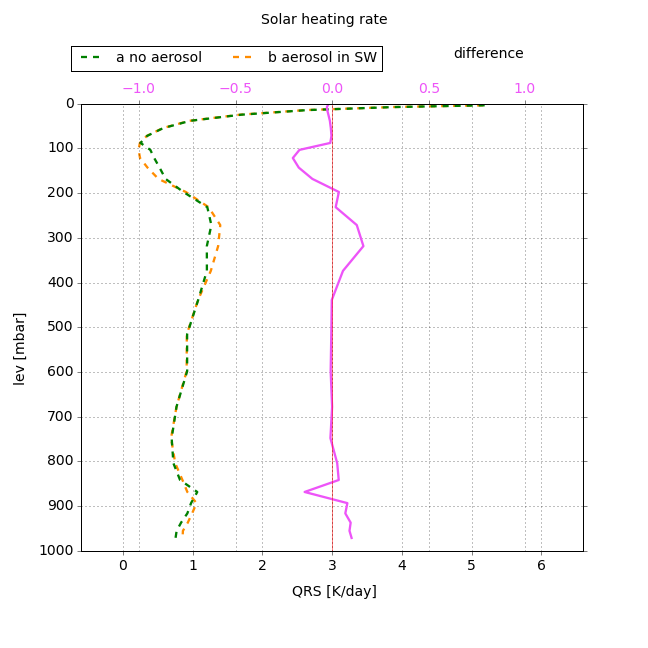 Solar heating rate
a no aerosol b aerosol in SW difference
−1.0 −0.5 0.0 0.5 1.0
0
100
200
300
400
500
600
700
800
900
1000
lev [mbar]
0 1 2 3 4 5 6
QRS [K/day]